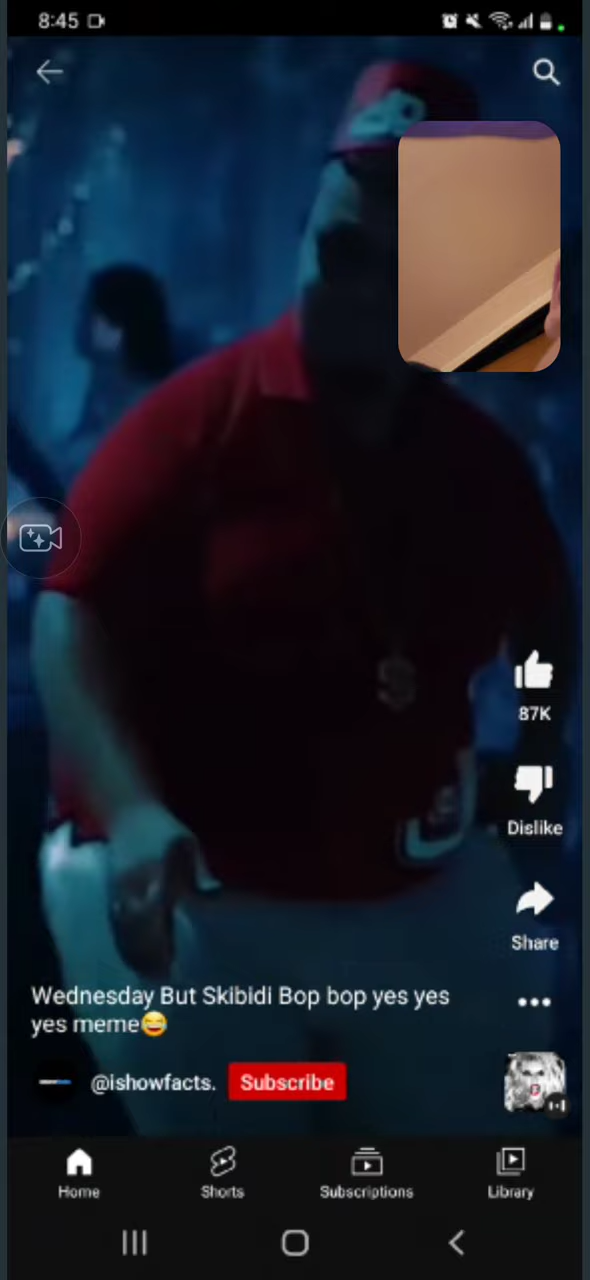 8:45
87K
Dislike
Share
Wednesday But Skibidi Bop bop yes yes
yes meme😂
@ishowfacts.
Subscribe
Home
Shorts
Subscriptions
Library